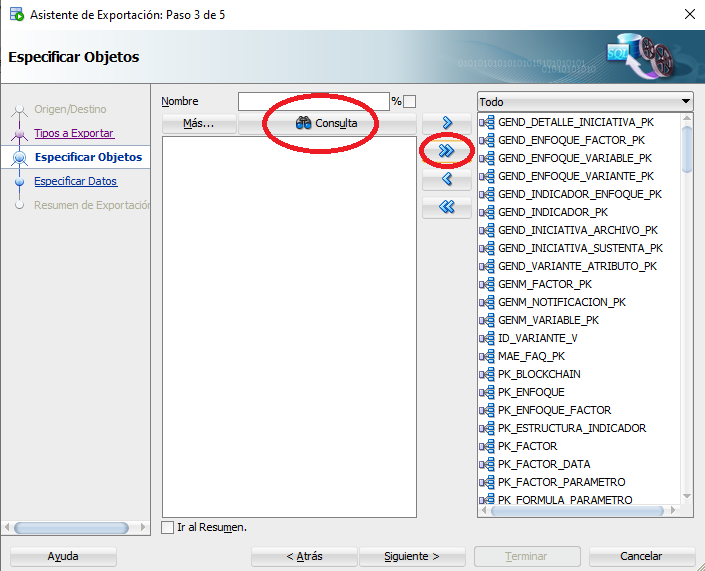 Asistente de Exportación: Paso 3 de 5
Especificar Objetos
SQL
Origen/Destino
Tipos a Exportar
Especificar Objetos
Especificar Datos
Resumen de Exportación
Nombre
%
Más...
Consulta
Todo
GEND_DETALLE_INICIATIVA_PK
GEND_ENFOQUE_FACTOR_PK
GEND_ENFOQUE_VARIABLE_PK
GEND_ENFOQUE_VARIANTE_PK
GEND_INDICADOR_ENFOQUE_PK
GEND_INDICADOR_PK
GEND_INICIATIVA_ARCHIVO_PK
GEND_INICIATIVA_SUSTENTA_PK
GEND_VARIANTE_ATRIBUTO_PK
GENM_FACTOR_PK
GENM_NOTIFICACION_PK
GENM_VARIABLE_PK
ID_VARIANTE_V
MAE_FAQ_PK
PK_BLOCKCHAIN
PK_ENFOQUE
PK_ENFOQUE_FACTOR
PK_ESTRUCTURA_INDICADOR
PK_FACTOR
PK_FACTOR_DATA
PK_FACTOR_PARAMETRO
PK_FORMULA_PARAMETRO
Ir al Resumen.
Ayuda
< Atrás
Siguiente >
Terminar
Cancelar